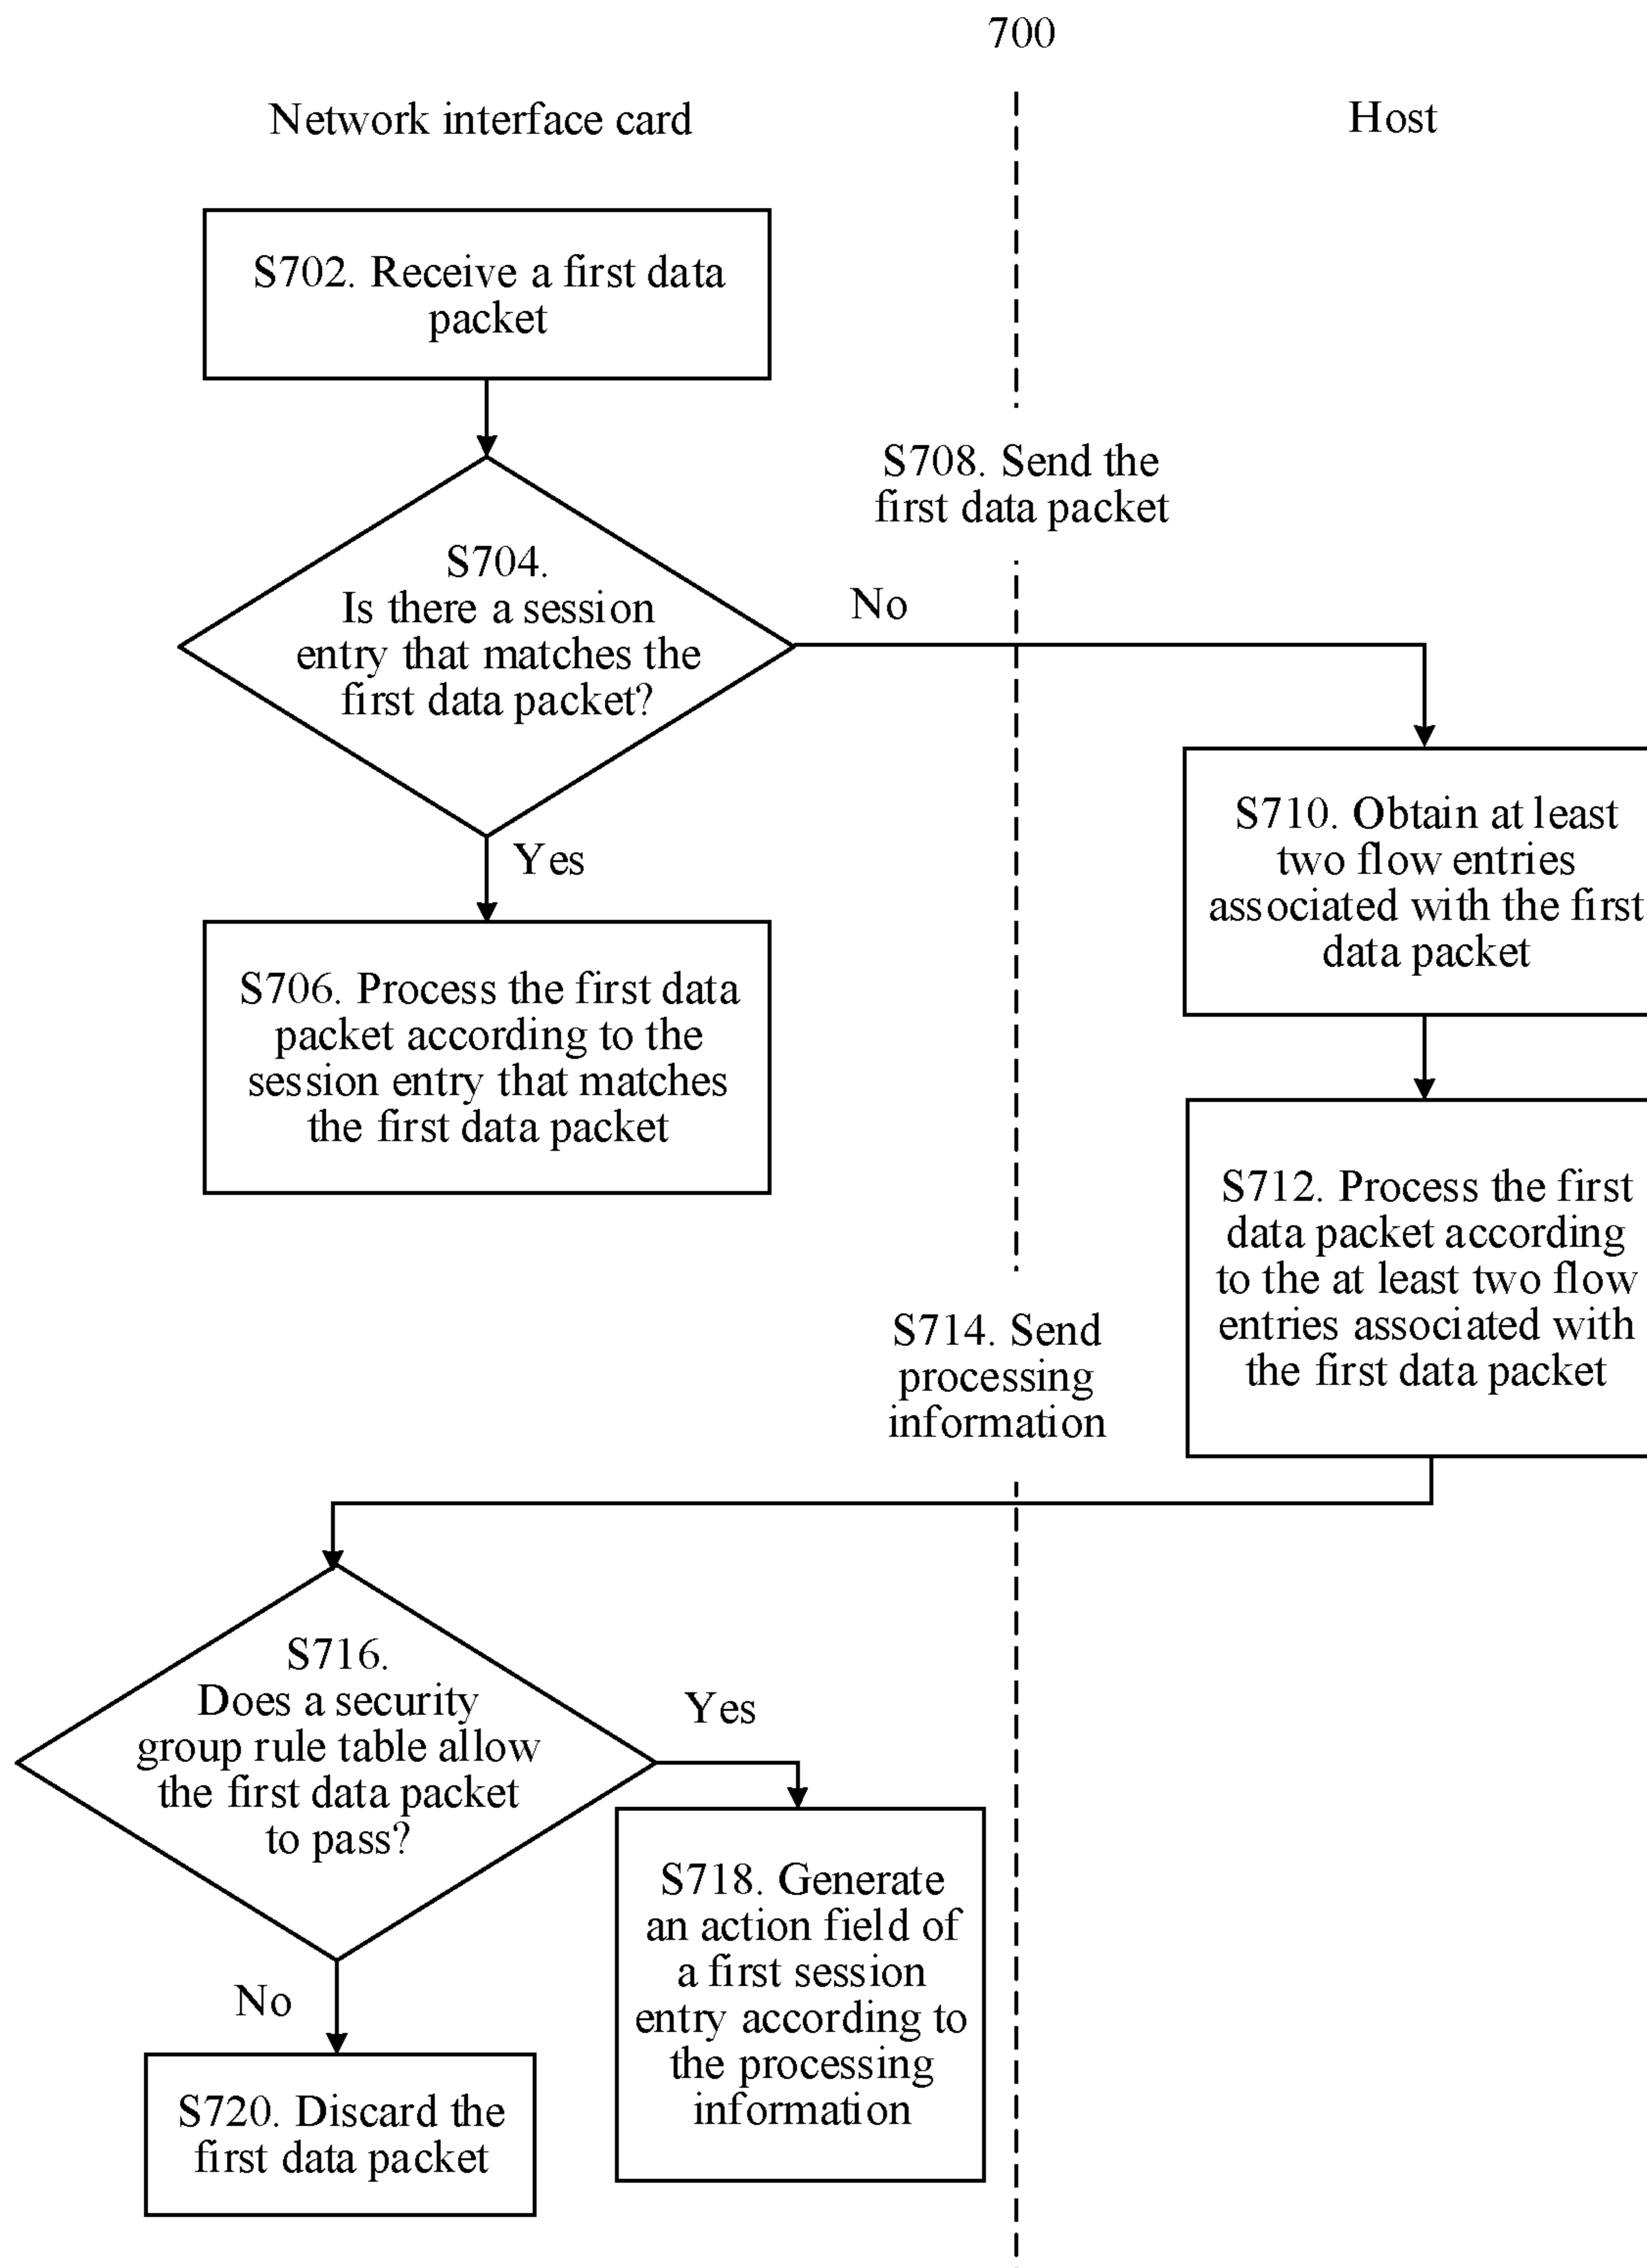 700
Network interface card
Host
S702. Receive a first data
packet
S708. Send the
first data packet
S704.
Is there a session
entry that matches the
first data packet?
No
Yes
S710. Obtain at least
two flow entries
associated with the first
data packet
S706. Process the first data
packet according to the
session entry that matches
the first data packet
S712. Process the first
data packet according
to the at least two flow
entries associated with
the first data packet
S714. Send
processing
information
S716.
Does a security
group rule table allow
the first data packet
to pass?
Yes
S718. Generate
an action field of
a first session
entry according to
the processing
information
No
S720. Discard the
first data packet